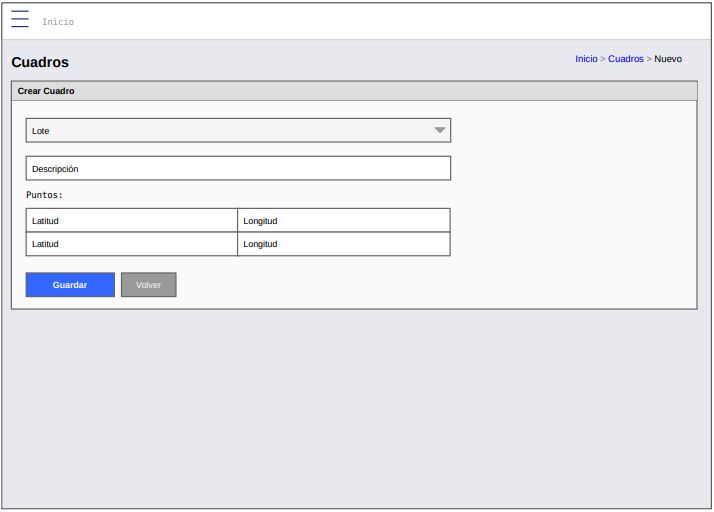 Inicio
Cuadros
Inicio > Cuadros > Nuevo
Crear Cuadro
Lote
Descripción
Puntos:
Latitud Longitud
Latitud Longitud
Guardar Volver